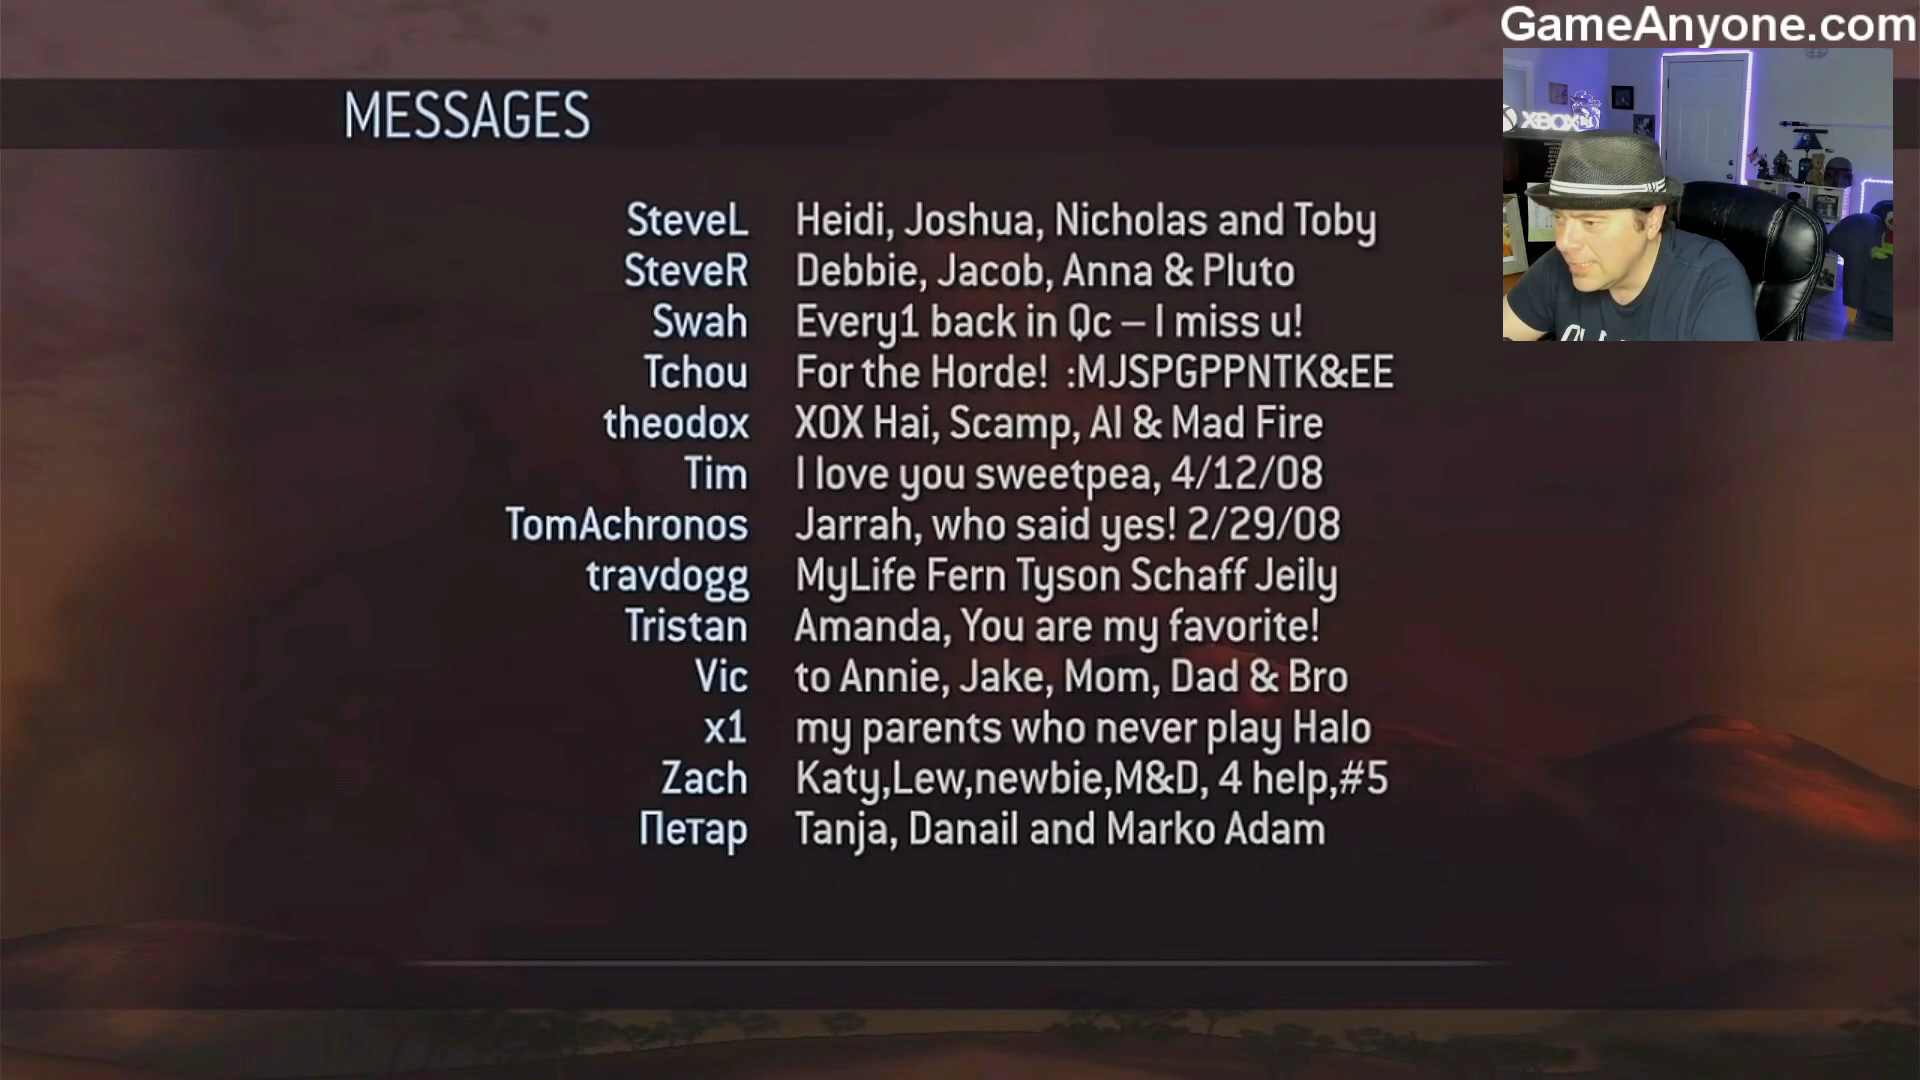 GameAnyone.com
MESSAGES
XBOX
SteveL Heidi, Joshua, Nicholas and Toby
SteveR Debbie, Jacob, Anna & Pluto
Swah Every1 back in Qc – I miss u!
Tchou For the Horde! :MJSPGPPNTK&EE
theodox XOX Hai, Scamp, Al & Mad Fire
Tim I love you sweetpea, 4/12/08
TomAchronos Jarrah, who said yes! 2/29/08
travdogg MyLife Fern Tyson Schaff Jeily
Tristan Amanda, You are my favorite!
Vic to Annie, Jake, Mom, Dad & Bro
x1 my parents who never play Halo
Zach Katy,Lew,newbie,M&D, 4 help,#5
Петар Tanja, Danail and Marko Adam